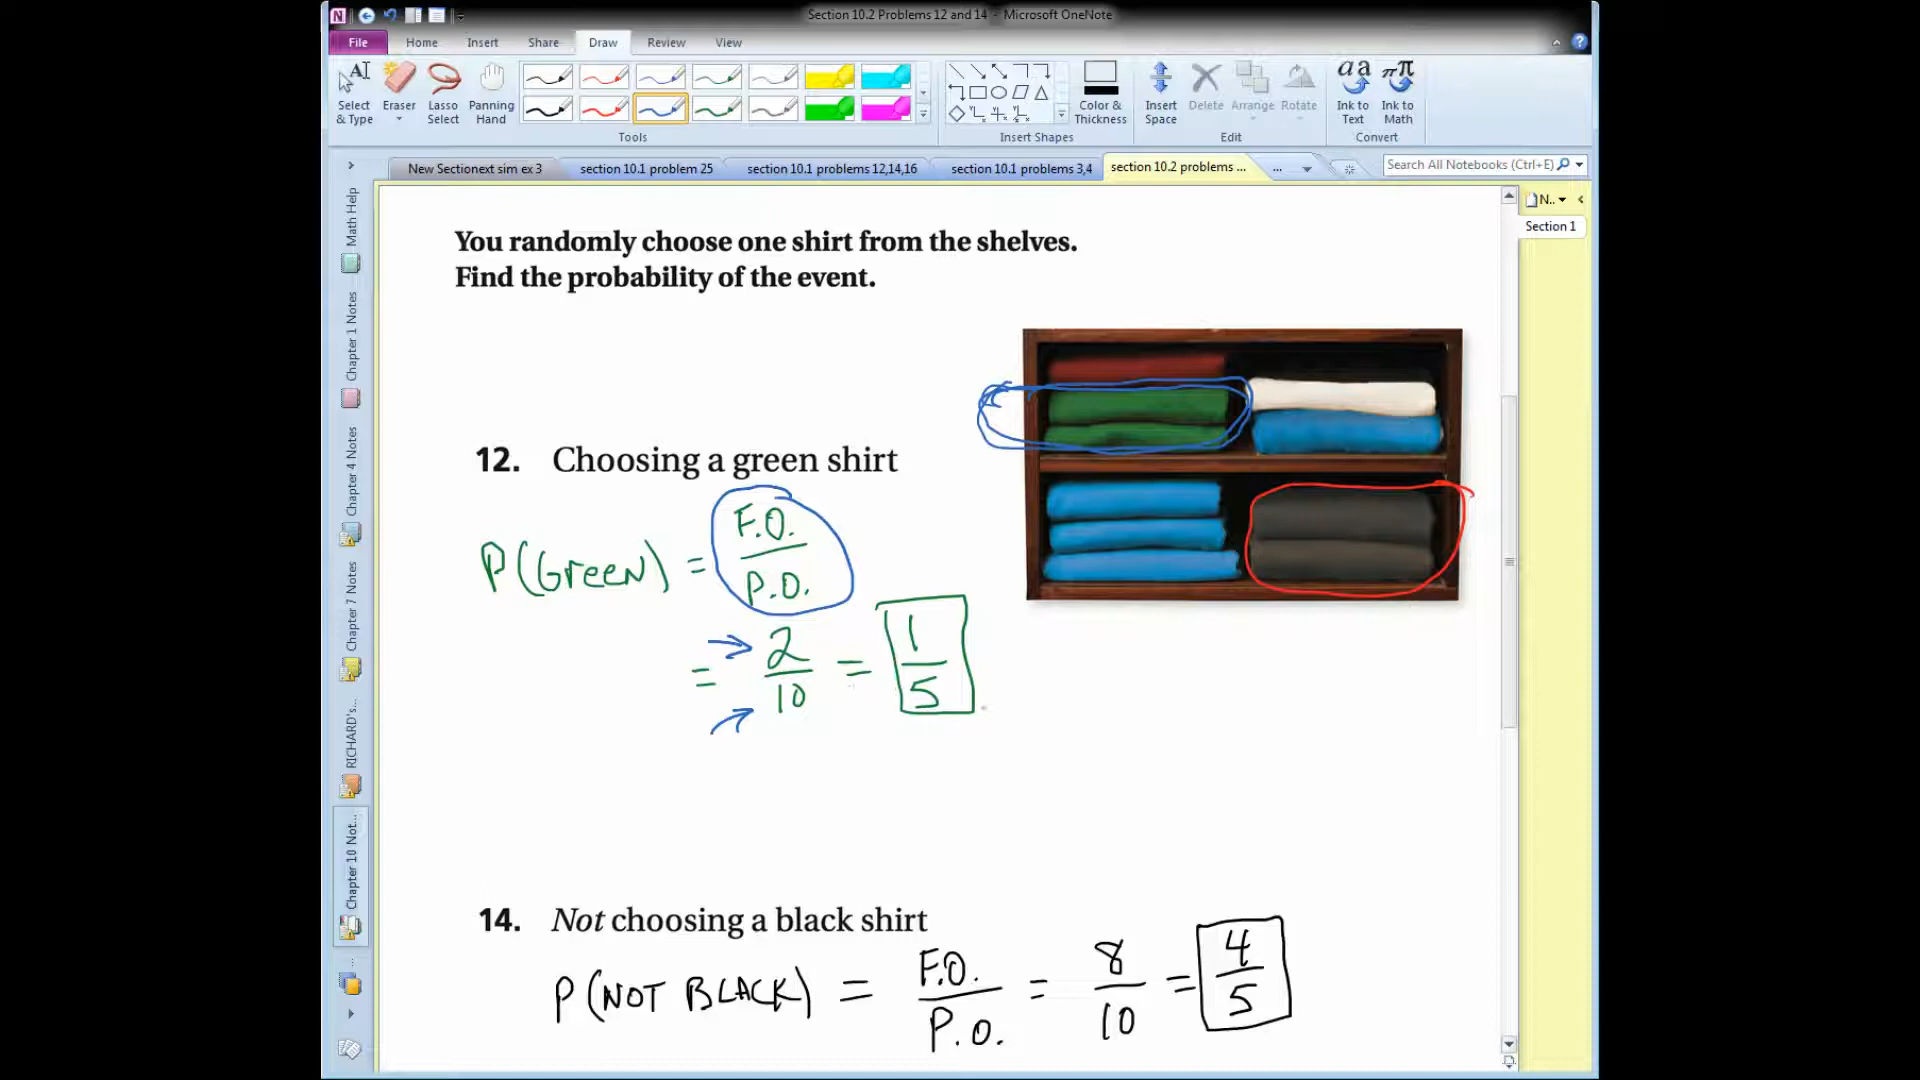 Section 10.2 Problems 12 and 14 - Microsoft OneNote
File Home Insert Share Draw Review View
Select & Type
Eraser
Lasso Select
Panning Hand
Color & Thickness
Insert Space
Delete
Arrange
Rotate
Ink to Text
Ink to Math
Tools Insert Shapes Edit Convert
New Sectionext sim ex 3 section 10.1 problem 25 section 10.1 problems 12,14,16 section 10.1 problems 3,4 section 10.2 problems ... ... Search All Notebooks (Ctrl+E)
N..
Section 1
Math Help
Chapter 1 Notes
Chapter 4 Notes
Chapter 7 Notes
RICHARD's...
Chapter 10 Not...
You randomly choose one shirt from the shelves.
Find the probability of the event.
12. Choosing a green shirt
P(Green) = F.O. / P.O.
= 2/10 = 1/5
14. Not choosing a black shirt
P(NOT BLACK) = F.O. / P.O. = 8/10 = 4/5